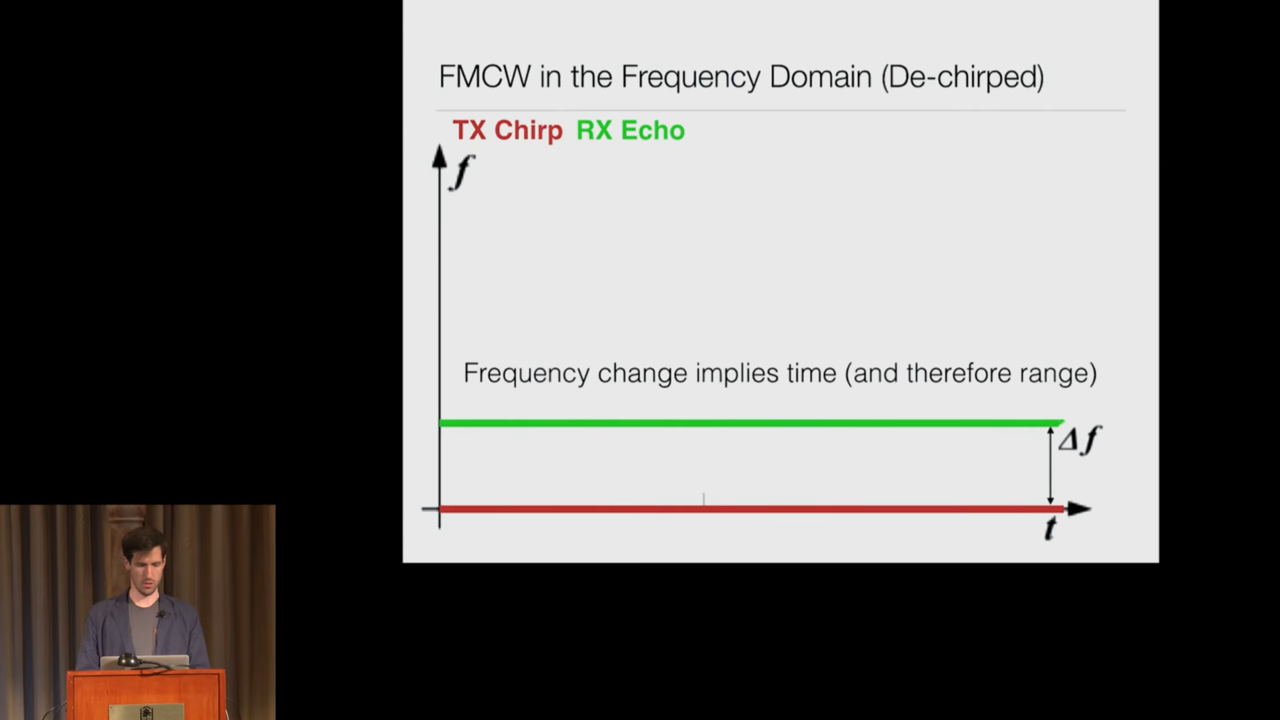 FMCW in the Frequency Domain (De-chirped)
TX Chirp RX Echo
f
Frequency change implies time (and therefore range)
Δf
t